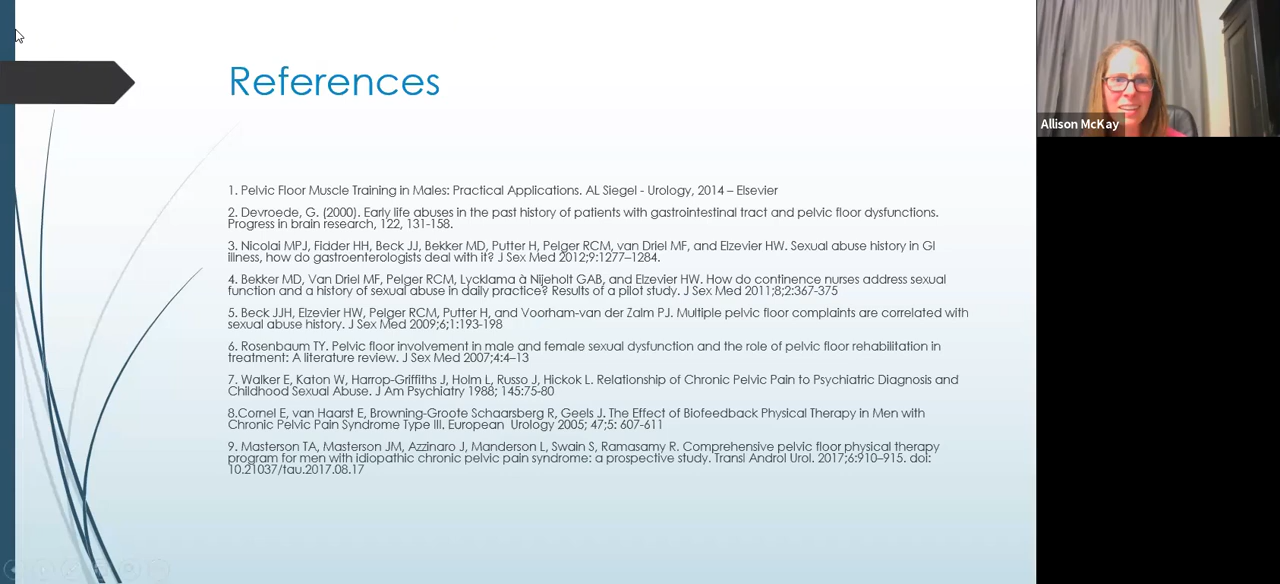 References
1. Pelvic Floor Muscle Training in Males: Practical Applications. AL Siegel - Urology, 2014 – Elsevier
2. Devroede, G. (2000). Early life abuses in the past history of patients with gastrointestinal tract and pelvic floor dysfunctions.
Progress in brain research, 122, 131-158.
3. Nicolai MPJ, Fidder HH, Beck JJ, Bekker MD, Putter H, Pelger RCM, van Driel MF, and Elzevier HW. Sexual abuse history in GI
illness, how do gastroenterologists deal with it? J Sex Med 2012;9:1277–1284.
4. Bekker MD, Van Driel MF, Pelger RCM, Lycklama à Nijeholt GAB, and Elzevier HW. How do continence nurses address sexual
function and a history of sexual abuse in daily practice? Results of a pilot study. J Sex Med 2011;8;2:367-375
5. Beck JJH, Elzevier HW, Pelger RCM, Putter H, and Voorham-van der Zalm PJ. Multiple pelvic floor complaints are correlated with
sexual abuse history. J Sex Med 2009;6;1:193-198
6. Rosenbaum TY. Pelvic floor involvement in male and female sexual dysfunction and the role of pelvic floor rehabilitation in
treatment: A literature review. J Sex Med 2007;4:4–13
7. Walker E, Katon W, Harrop-Griffiths J, Holm L, Russo J, Hickok L. Relationship of Chronic Pelvic Pain to Psychiatric Diagnosis and
Childhood Sexual Abuse. J Am Psychiatry 1988; 145:75-80
8.Cornel E, van Haarst E, Browning-Groote Schaarsberg R, Geels J. The Effect of Biofeedback Physical Therapy in Men with
Chronic Pelvic Pain Syndrome Type III. European Urology 2005; 47;5: 607-611
9. Masterson TA, Masterson JM, Azzinaro J, Manderson L, Swain S, Ramasamy R. Comprehensive pelvic floor physical therapy
program for men with idiopathic chronic pelvic pain syndrome: a prospective study. Transl Androl Urol. 2017;6:910–915. doi:
10.21037/tau.2017.08.17
Allison McKay